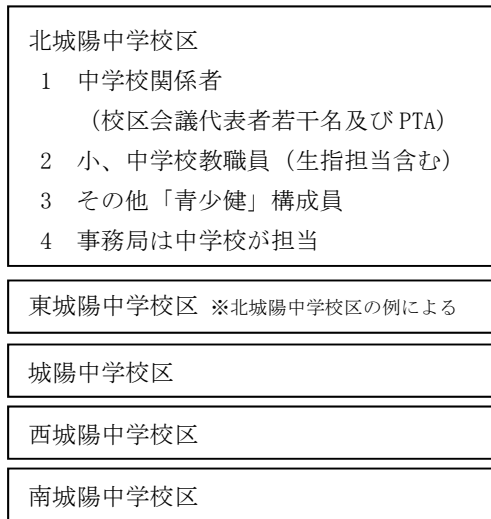 北城陽中学校区
1 中学校関係者
(校区会議代表者若干名及び PTA)
2 小、中学校教職員(生指担当含む)
3 その他「青少健」構成員
4 事務局は中学校が担当
東城陽中学校区 ※北城陽中学校区の例による
城陽中学校区
西城陽中学校区
南城陽中学校区